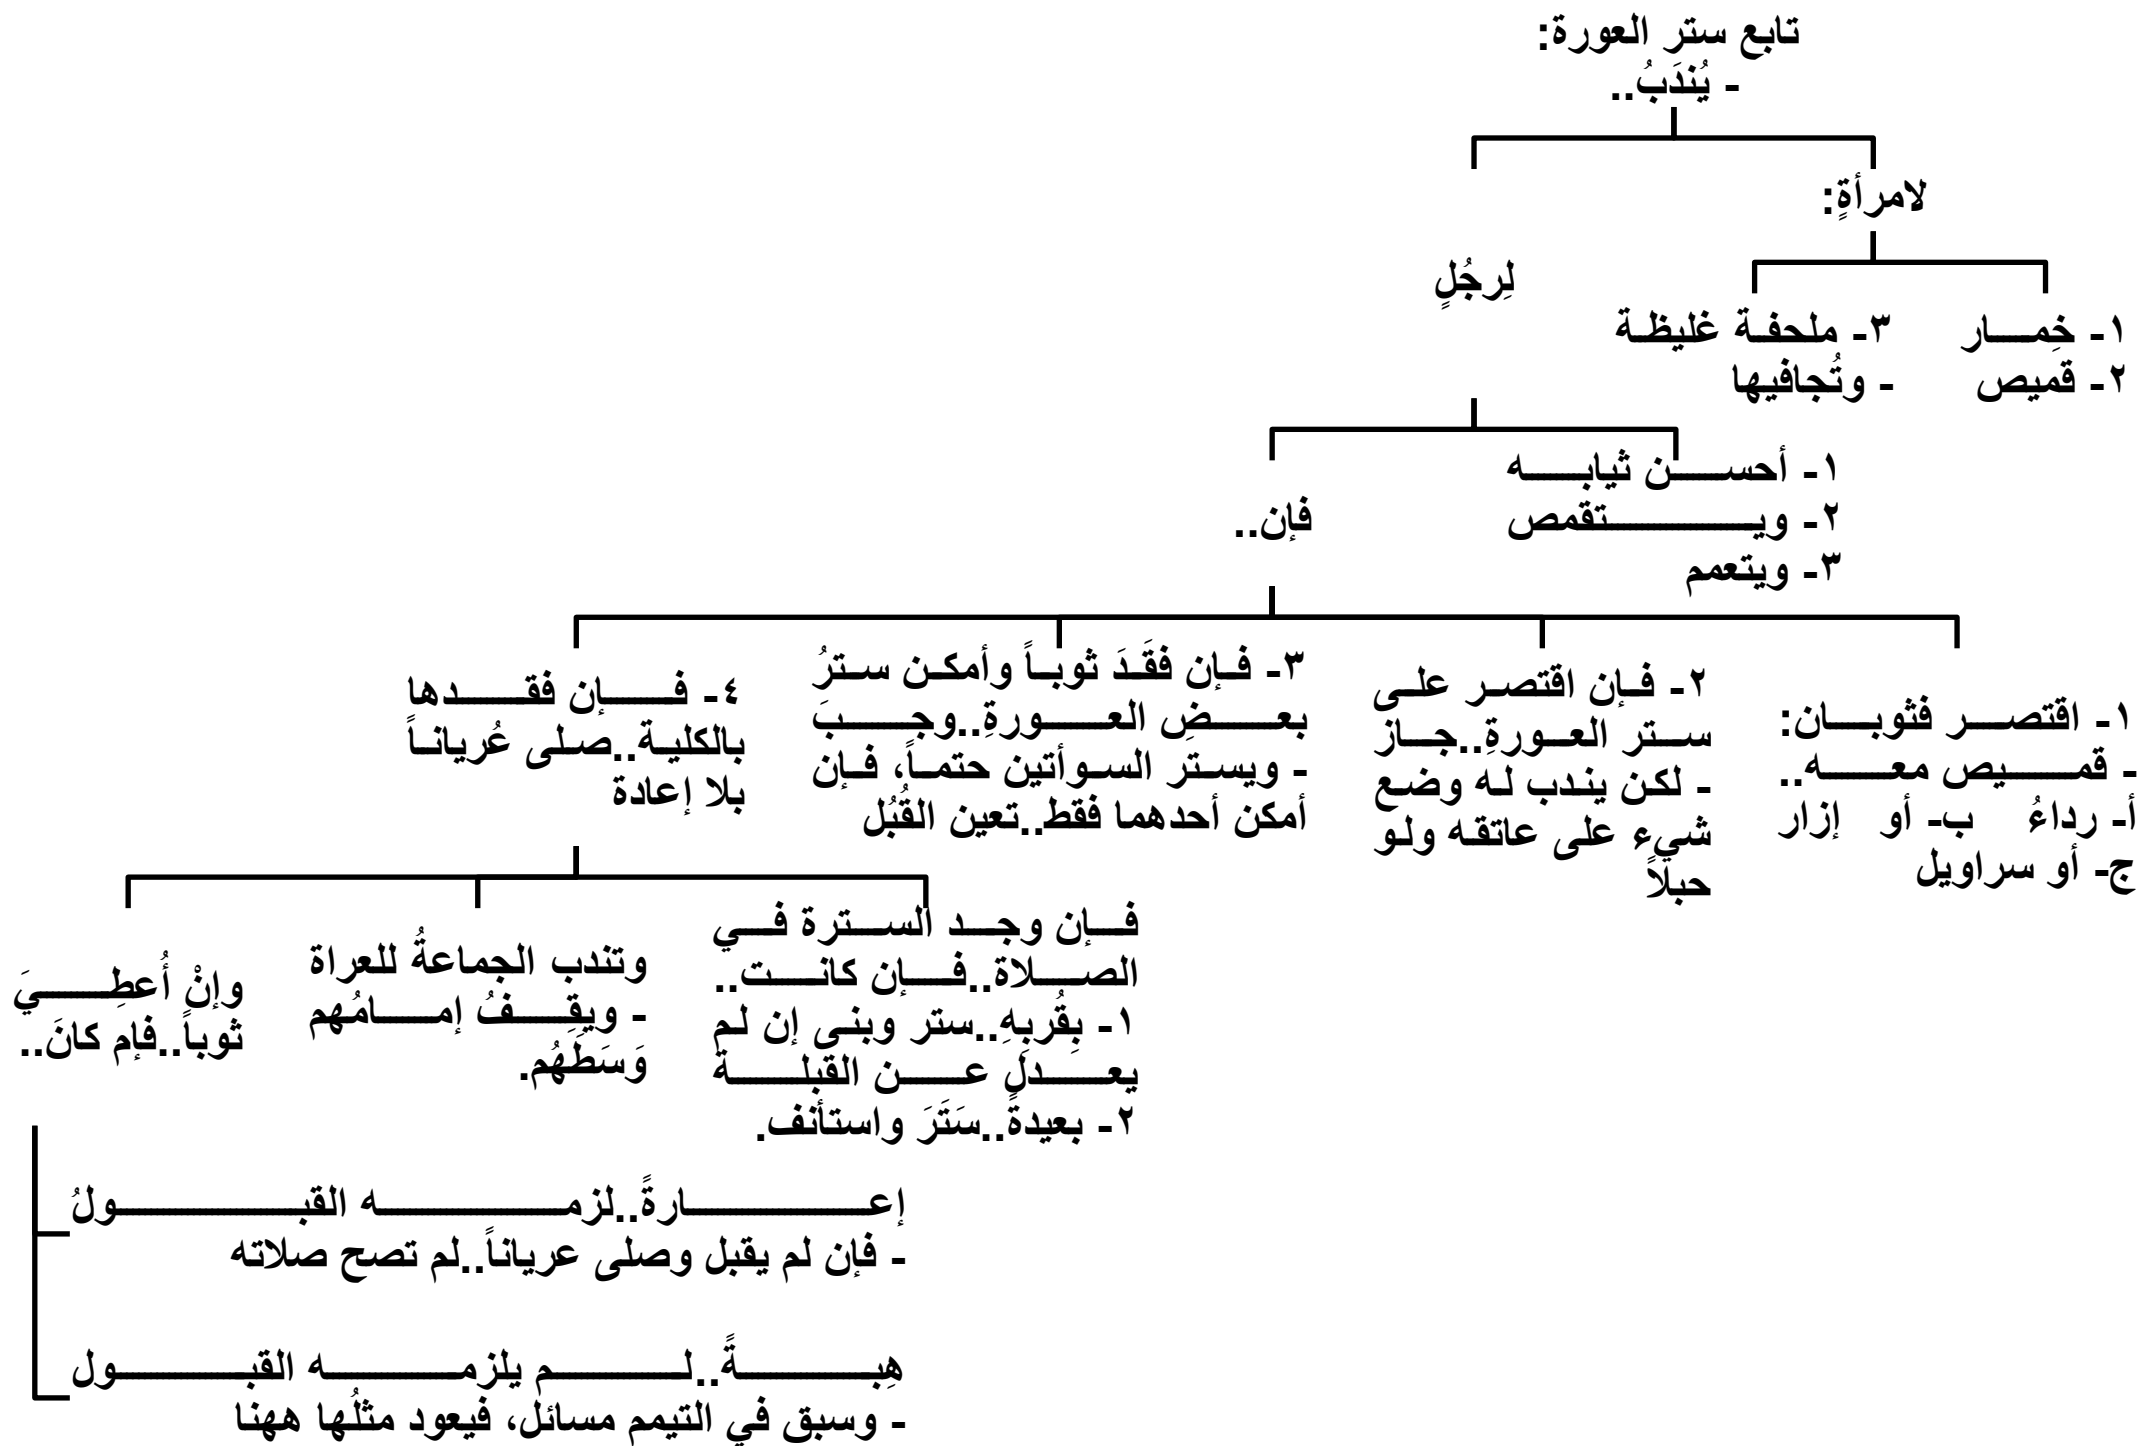 تابع ستر العورة:
- يُندَبُ..
لامرأةٍ:
١- خِمار
٢- قميص
٣- ملحفة غليظة
- وتُجافيها
لِرجُلٍ
١- أحسن ثيابه
٢- ويتقمص
٣- ويتعمم
فإن..
١- اقتصر فثوبان:
- قميص معه..
أ- رداءُ ب- أو إزار
ج- أو سراويل
٢- فإن اقتصر على
ستر العورةِ..جاز
- لكن يندب له وضع
شيء على عاتقه ولو
حبلاً
٣- فإن فقَدَ ثوباً وأمكن سترُ
بعضِ العورةِ..وجبَ
- ويستر السوأتين حتماً، فإن
أمكن أحدهما فقط..تعين القُبُل
٤- فإن فقدها
بالكلية..صلى عُرياناً
بلا إعادة
فإن وجد السترة في
الصلاة..فإن كانت..
١- بِقُربِهِ..ستر وبنى إن لم
يعدل عن القبلة
٢- بعيدةً..سَتَرَ واستأنف.
وتندب الجماعةُ للعراة
- ويقِفُ إمامُهم
وَسَطَهُم.
وإنْ أُعطِيَ
ثوباً..فإم كانَ..
إعارةً..لزمه القبولُ
- فإن لم يقبل وصلى عرياناً..لم تصح صلاته
هِبةً..لم يلزمه القبول
- وسبق في التيمم مسائل، فيعود مثلُها ههنا